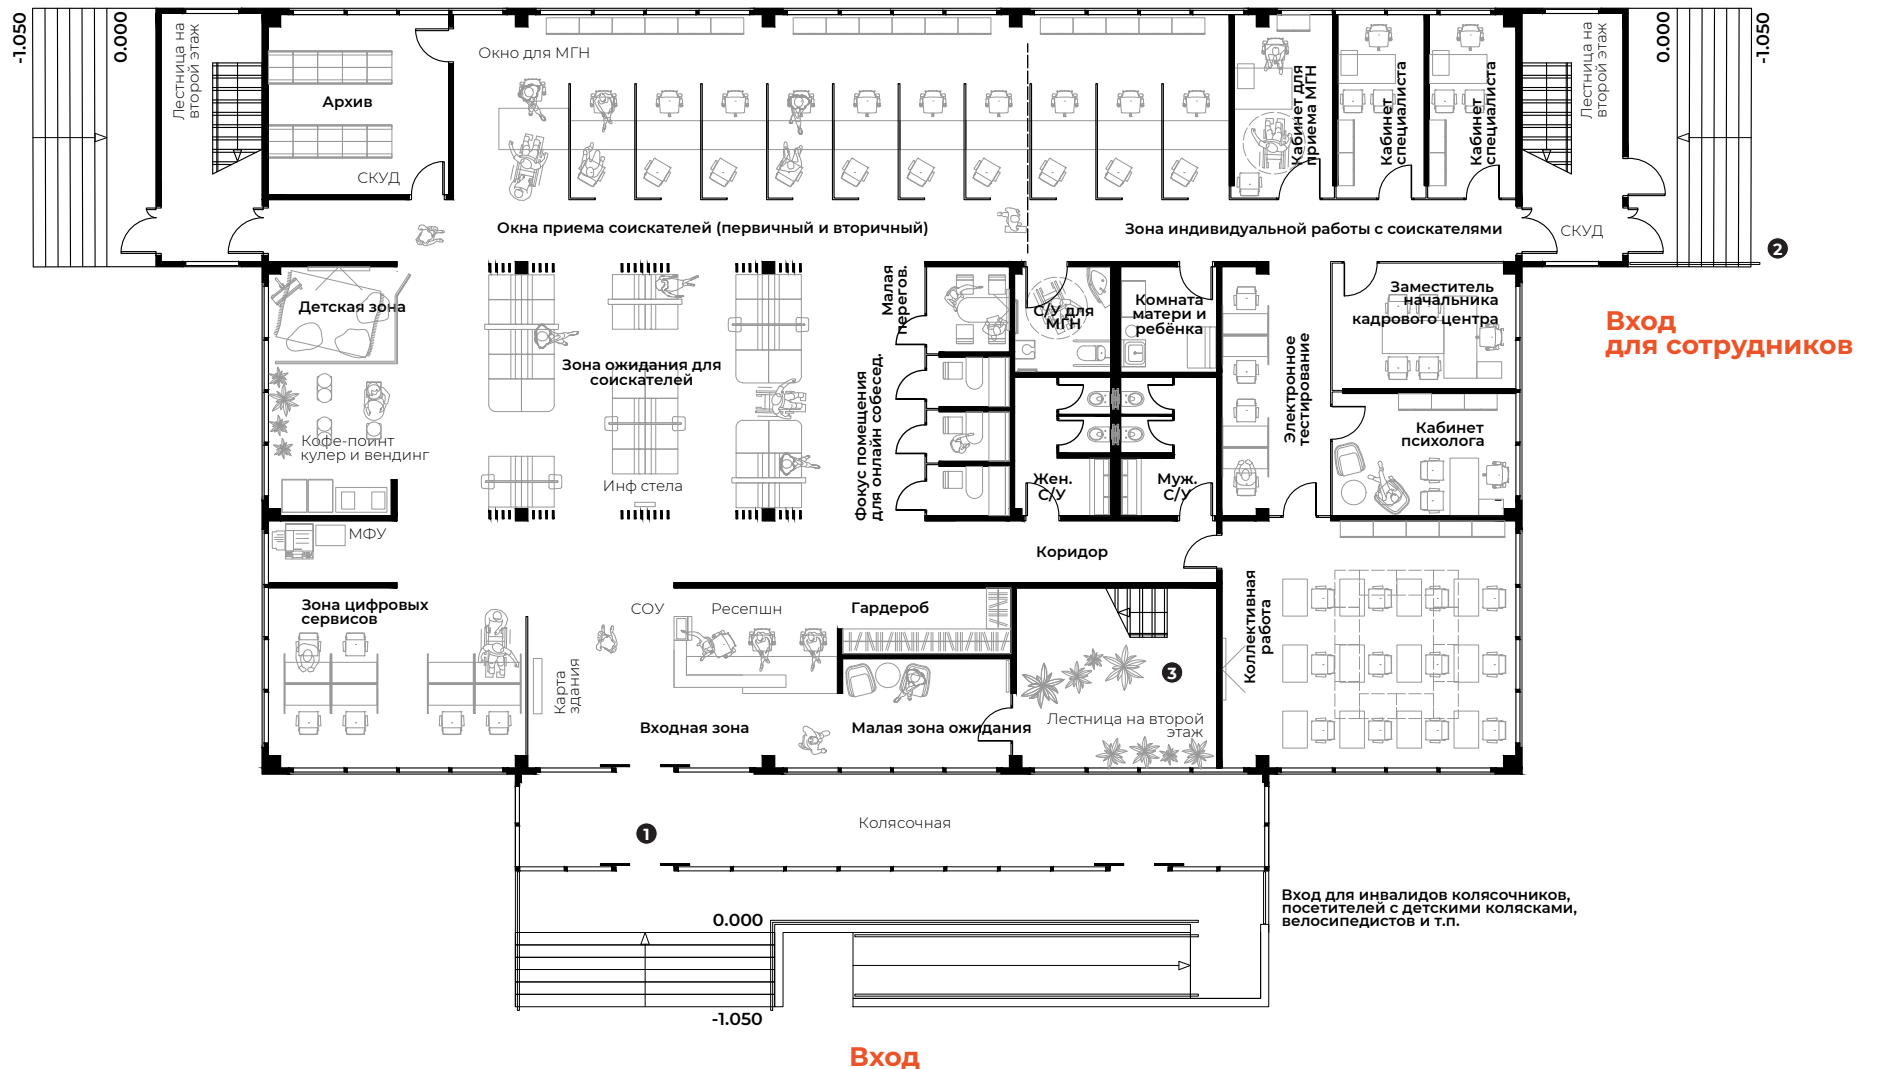 -1.050
0.000
Лестница на
второй этаж
Архив
СКУД
Окно для МГН
Кабинет для
приема МГН
Кабинет
специалиста
Кабинет
специалиста
Лестница на
второй этаж
0.000
-1.050
Окна приема соискателей (первичный и вторичный)
Зона индивидуальной работы с соискателями
СКУД
2
Вход
для сотрудников
Детская зона
Зона ожидания для
соискателей
Малая
перегов.
С/У для
МГН
Комната
матери и
ребёнка
Электронное
тестирование
Заместитель
начальника
кадрового центра
Кофе-поинт
кулер и вендинг
Инф стела
Фокус помещения
для онлайн собесед.
Жен.
С/У
Муж.
С/У
Кабинет
психолога
МФУ
Коридор
Зона цифровых
сервисов
СОУ
Ресепшн
Гардероб
Коллективная
работа
Карта
здания
3
Входная зона
Малая зона ожидания
Лестница на второй
этаж
1
Колясочная
Вход для инвалидов колясочников,
посетителей с детскими колясками,
велосипедистов и т.п.
0.000
-1.050
Вход